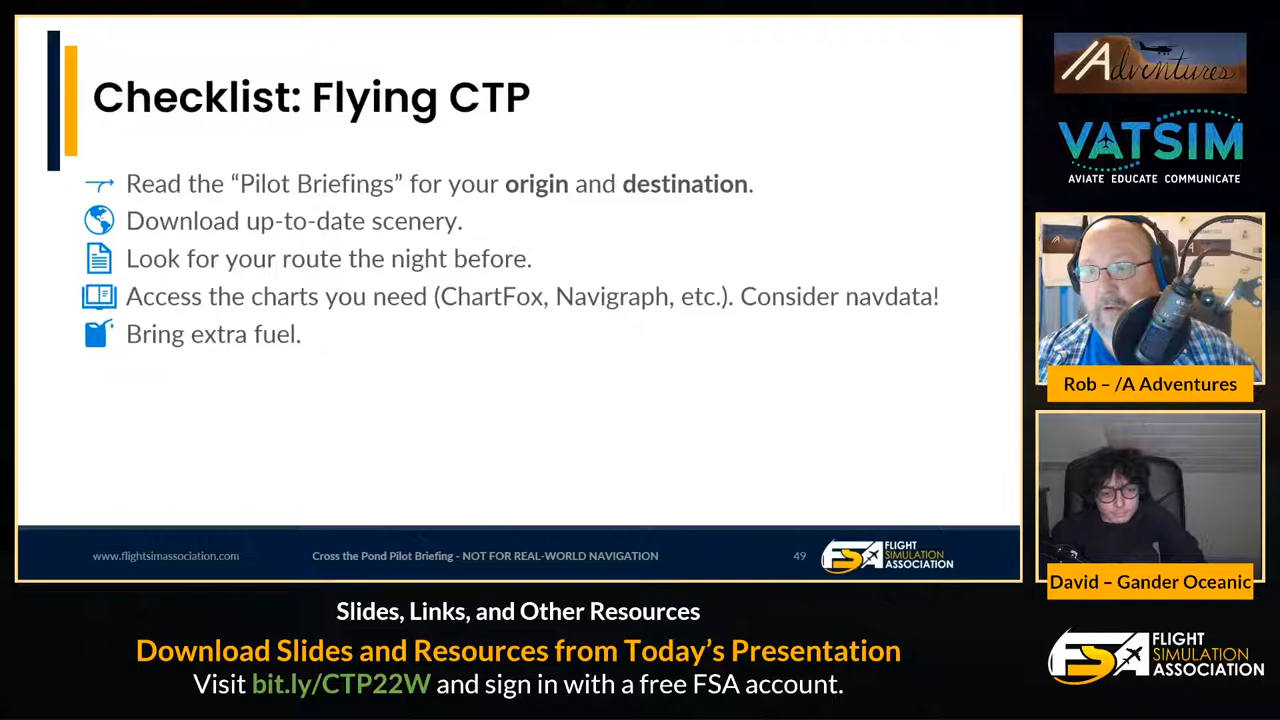 Checklist: Flying CTP
Read the “Pilot Briefings” for your origin and destination.
Download up-to-date scenery.
Look for your route the night before.
Access the charts you need (ChartFox, Navigraph, etc.). Consider navdata!
Bring extra fuel.
www.flightsimassociation.com
Cross the Pond Pilot Briefing - NOT FOR REAL-WORLD NAVIGATION
49
FSA FLIGHT SIMULATION ASSOCIATION
/Adventures
VATSIM
AVIATE EDUCATE COMMUNICATE
Rob – /A Adventures
David – Gander Oceanic
Slides, Links, and Other Resources
Download Slides and Resources from Today’s Presentation
Visit bit.ly/CTP22W and sign in with a free FSA account.
FSA FLIGHT SIMULATION ASSOCIATION